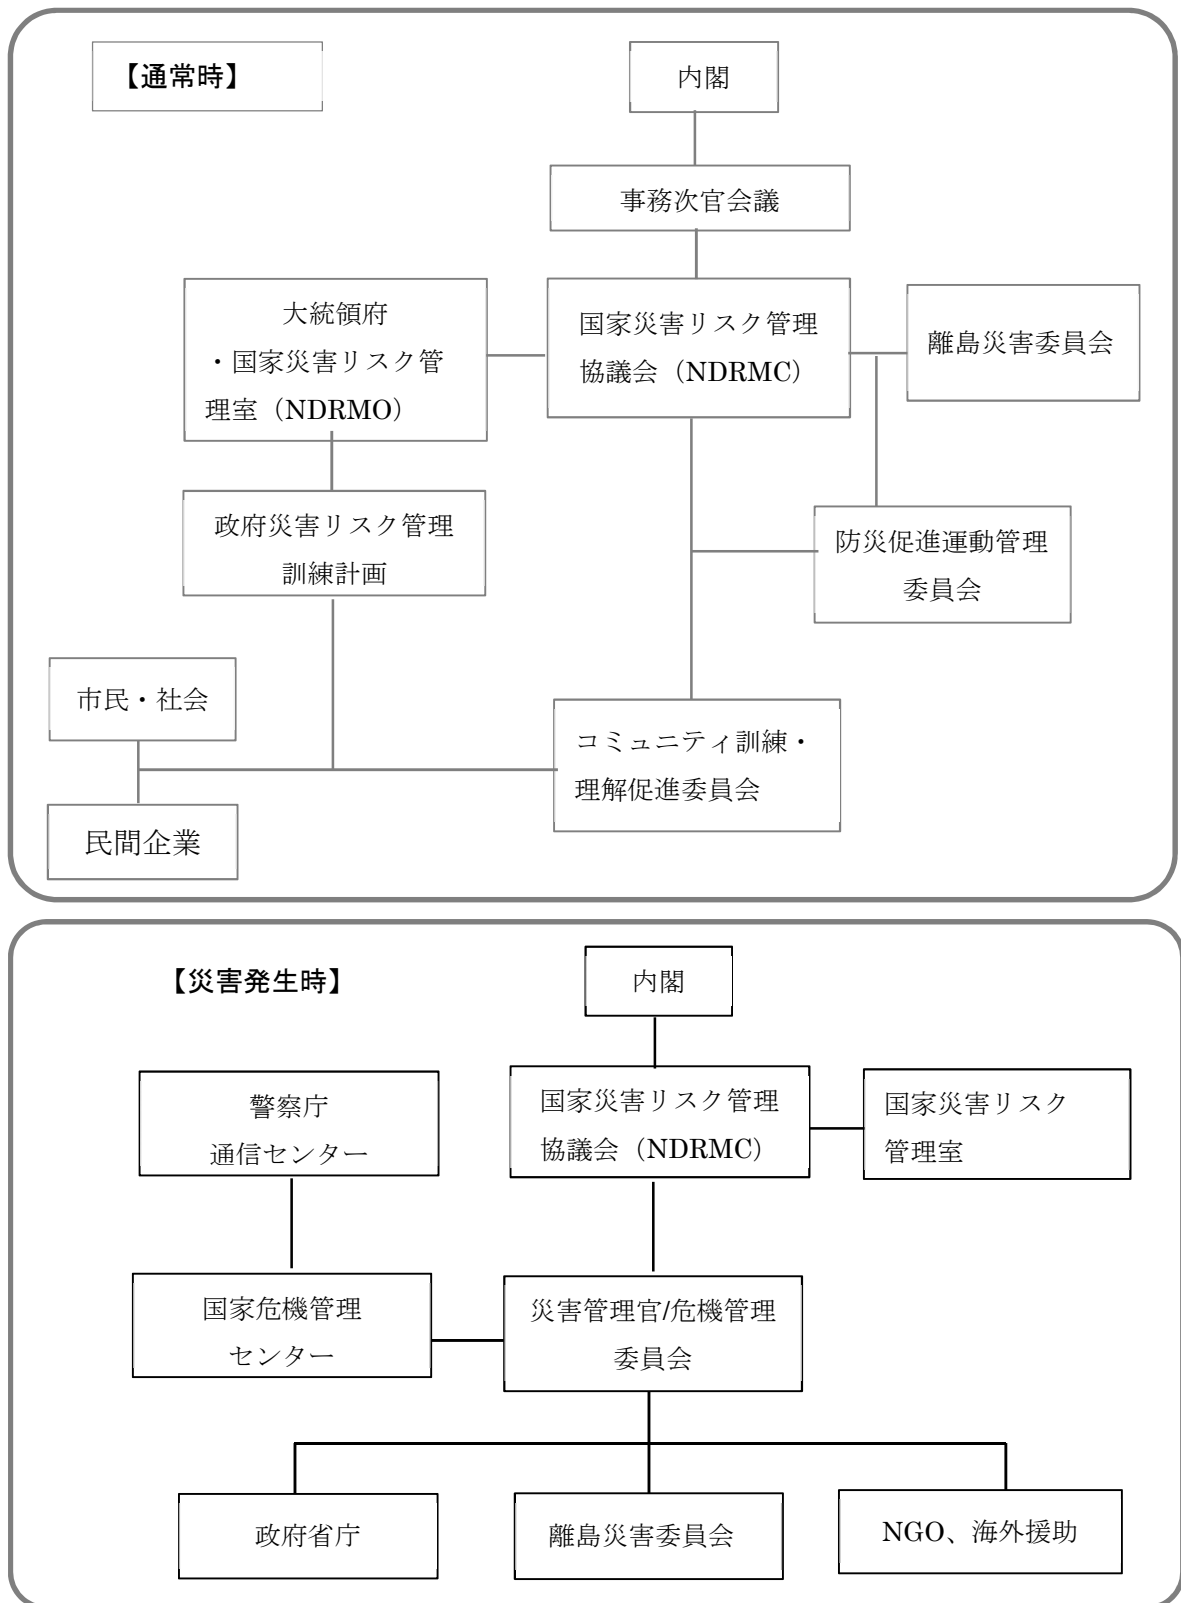 【通常時】
内閣
事務次官会議
大統領府
・国家災害リスク管
理室（NDRMO）
国家災害リスク管理
協議会（NDRMC）
離島災害委員会
政府災害リスク管理
訓練計画
防災促進運動管理
委員会
市民・社会
コミュニティ訓練・
理解促進委員会
民間企業
【災害発生時】
内閣
警察庁
通信センター
国家災害リスク管理
協議会（NDRMC）
国家災害リスク
管理室
国家危機管理
センター
災害管理官/危機管理
委員会
政府省庁
離島災害委員会
NGO、海外援助